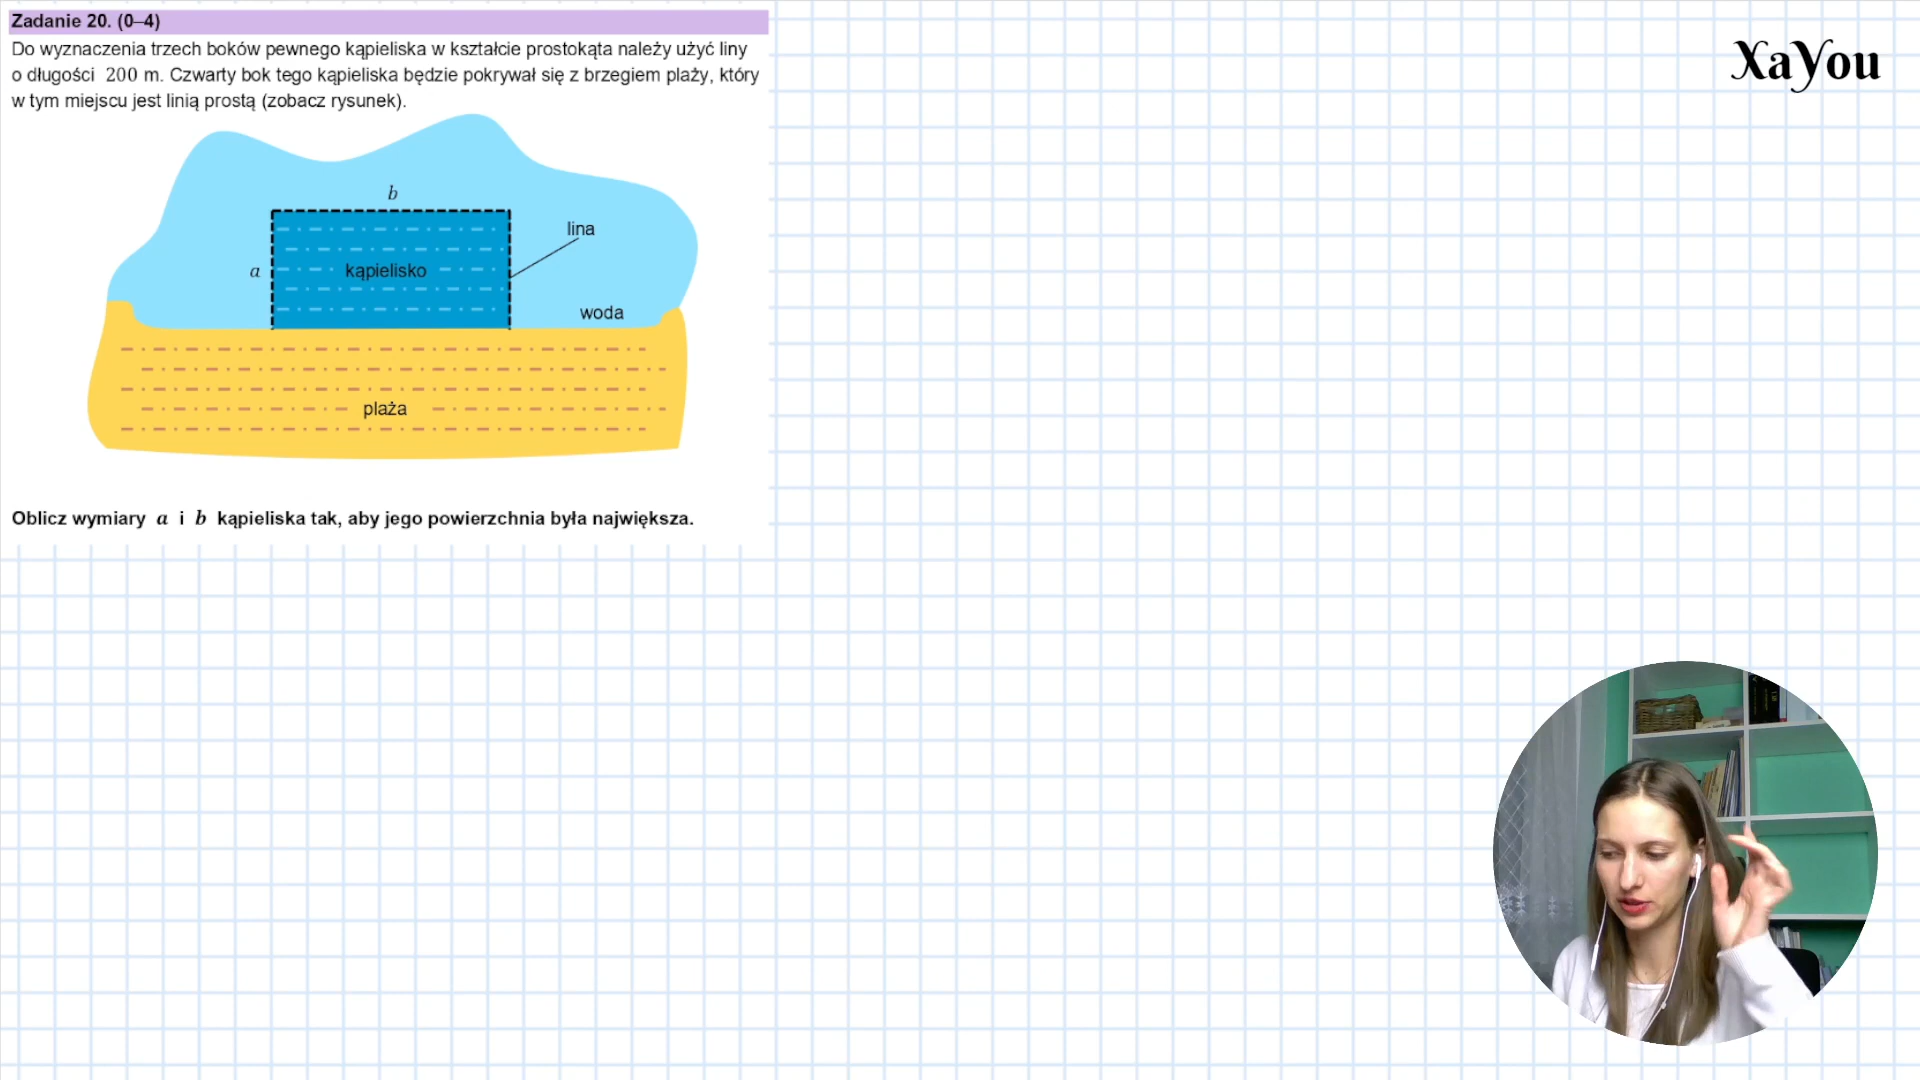 Zadanie 20. (0–4)
Do wyznaczenia trzech boków pewnego kąpieliska w kształcie prostokąta należy użyć liny
o długości 200 m. Czwarty bok tego kąpieliska będzie pokrywał się z brzegiem plaży, który
w tym miejscu jest linią prostą (zobacz rysunek).
b
lina
a
kąpielisko
woda
plaża
Oblicz wymiary a i b kąpieliska tak, aby jego powierzchnia była największa.
XaYou